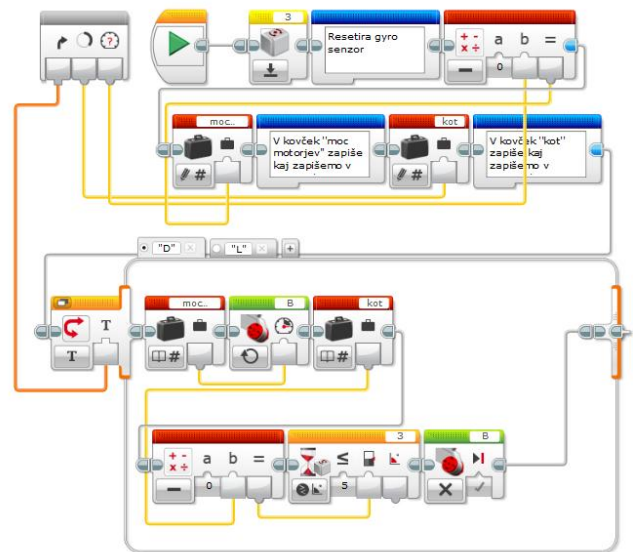 3
Resetira gyro
senzor
+ -
× ÷
a b =
0
?
moc..
#
V kovček "moc
motorjev" zapiše
kaj zapišemo v
kot
#
V kovček "kot"
zapiše kaj
zapišemo v
"D"
"L"
+
T
T
moc..
#
B
kot
#
+ -
× ÷
a b =
0
3
≤
5
B